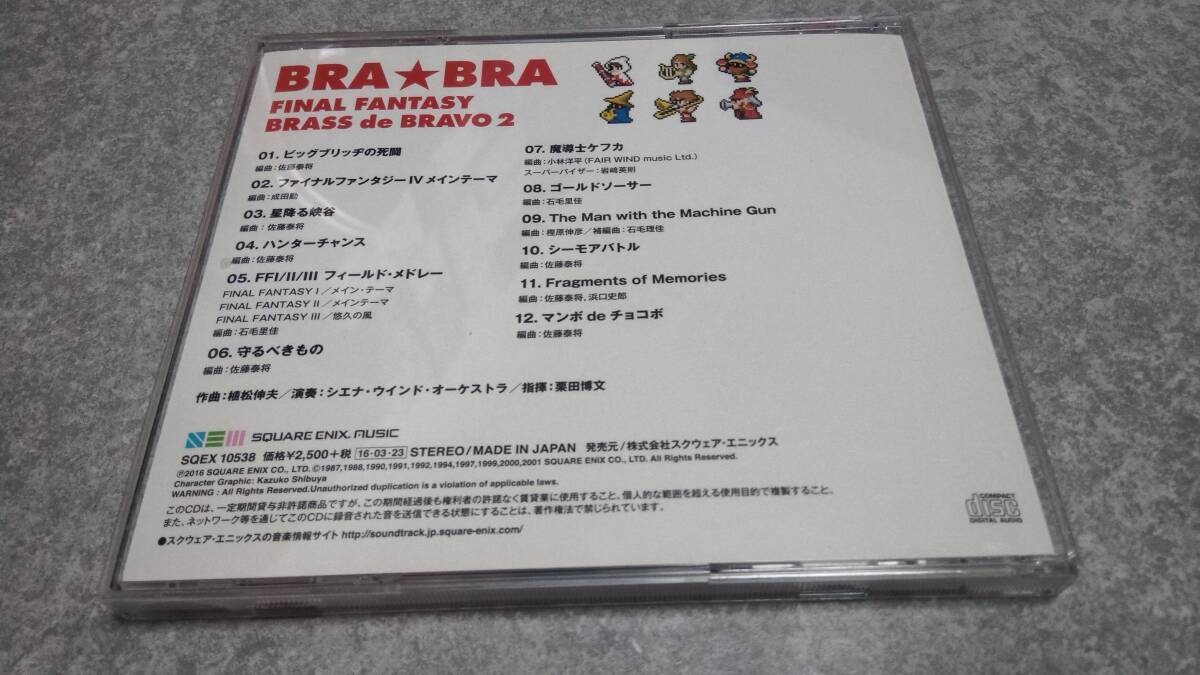 BRA★BRA
FINAL FANTASY
BRASS de BRAVO 2
01. ビッグブリッヂの死闘
編曲:佐藤泰将
02. ファイナルファンタジーIV メインテーマ
編曲:成田勤
03. 星降る峡谷
編曲:佐藤泰将
04. ハンターチャンス
編曲:佐藤泰将
05. FFI/II/III フィールド・メドレー
FINAL FANTASY I/メイン・テーマ
FINAL FANTASY II/メインテーマ
FINAL FANTASY III/悠久の風
編曲:石毛里佳
06. 守るべきもの
編曲:佐藤泰将
07. 魔導士ケフカ
編曲:小林洋平(FAIR WIND music Ltd.)
スーパーバイザー:岩﨑英則
08. ゴールドソーサー
編曲:石毛里佳
09. The Man with the Machine Gun
編曲:樫原伸彦/補編曲:石毛理佳
10. シーモアバトル
編曲:佐藤泰将
11. Fragments of Memories
編曲:佐藤泰将,浜口史郎
12. マンボ de チョコボ
編曲:佐藤泰将
作曲:植松伸夫/演奏:シエナ・ウインド・オーケストラ/指揮:栗田博文
SQUARE ENIX. MUSIC
SQEX 10538 価格¥2,500+税 16・03・23 STEREO/MADE IN JAPAN 発売元/株式会社スクウェア・エニックス
℗2016 SQUARE ENIX CO., LTD. ©1987,1988,1990,1991,1992,1994,1997,1999,2000,2001 SQUARE ENIX CO., LTD. All Rights Reserved.
Character Graphic: Kazuko Shibuya
WARNING : All Rights Reserved.Unauthorized duplication is a violation of applicable laws.
このCDは、一定期間貸与非許諾商品ですが、この期間経過後も権利者の許諾なく賃貸業に使用すること、個人的な範囲を超える使用目的で複製すること、
また、ネットワーク等を通じてこのCDに録音された音を送信できる状態にすることは、著作権法で禁じられています。
●スクウェア・エニックスの音楽情報サイト http://soundtrack.jp.square-enix.com/
COMPACT
disc
DIGITAL AUDIO